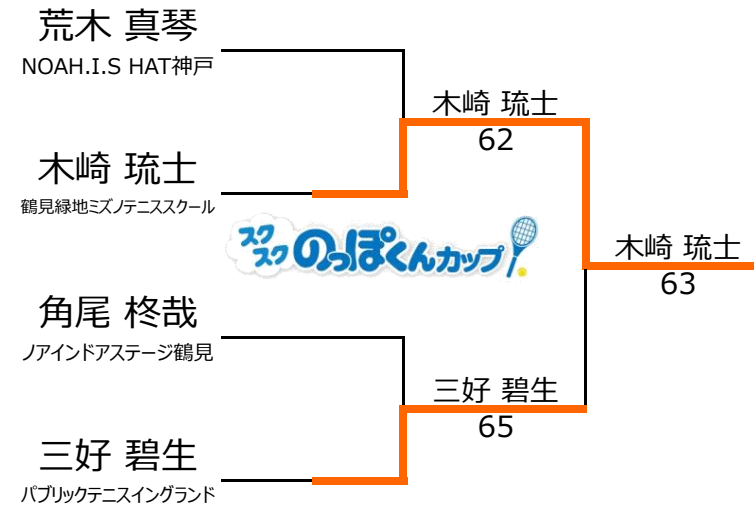 荒木 真琴
NOAH.I.S HAT神戸
木崎 琉士
62
木崎 琉士
鶴見緑地ミズノテニススクール
スクスクのっぽくんカップ
木崎 琉士
63
角尾 柊哉
ノアインドアステージ鶴見
三好 碧生
65
三好 碧生
パブリックテニスイングランド